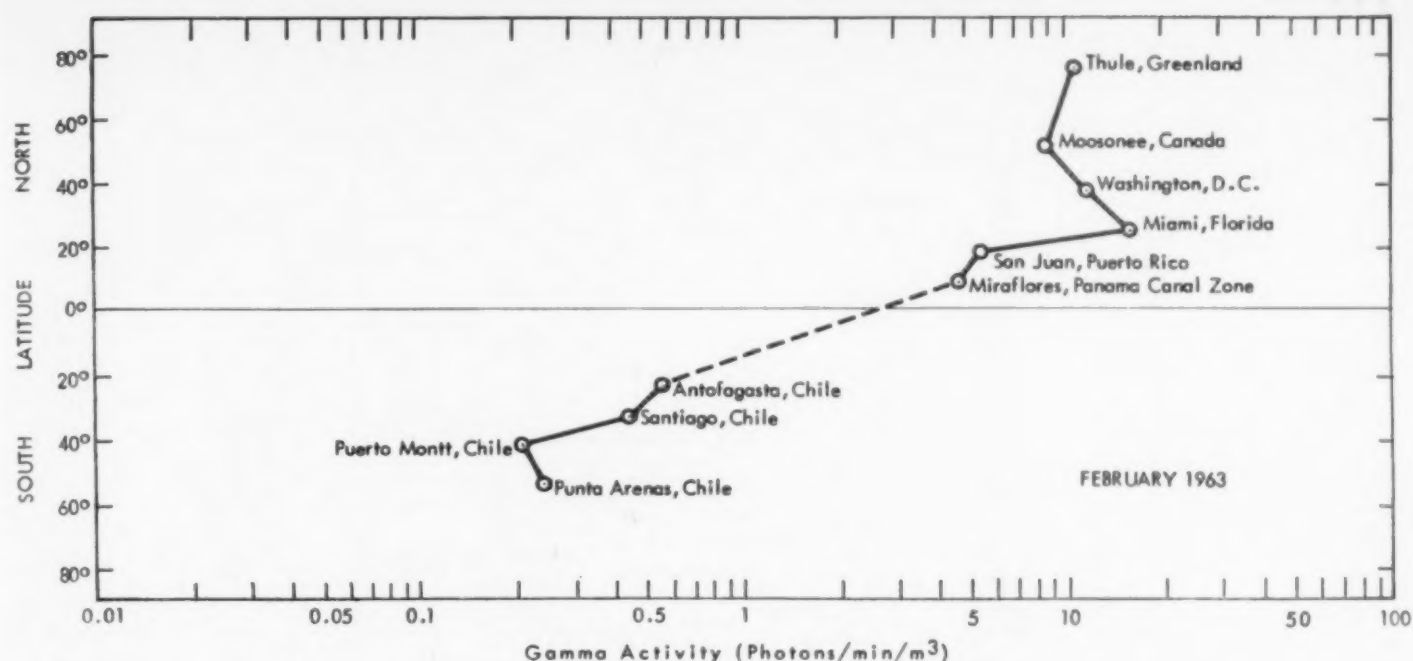 80°
Thule, Greenland
60°
Moosonee, Canada
NORTH
40°
Washington, D.C.
Miami, Florida
20°
San Juan, Puerto Rico
Miraflores, Panama Canal Zone
LATITUDE
0°
20°
Antofagasta, Chile
Santiago, Chile
40°
Puerto Montt, Chile
SOUTH
Punta Arenas, Chile
FEBRUARY 1963
60°
80°
0.01 0.05 0.1 0.5 1 5 10 50 100
Gamma Activity (Photons/min/m³)